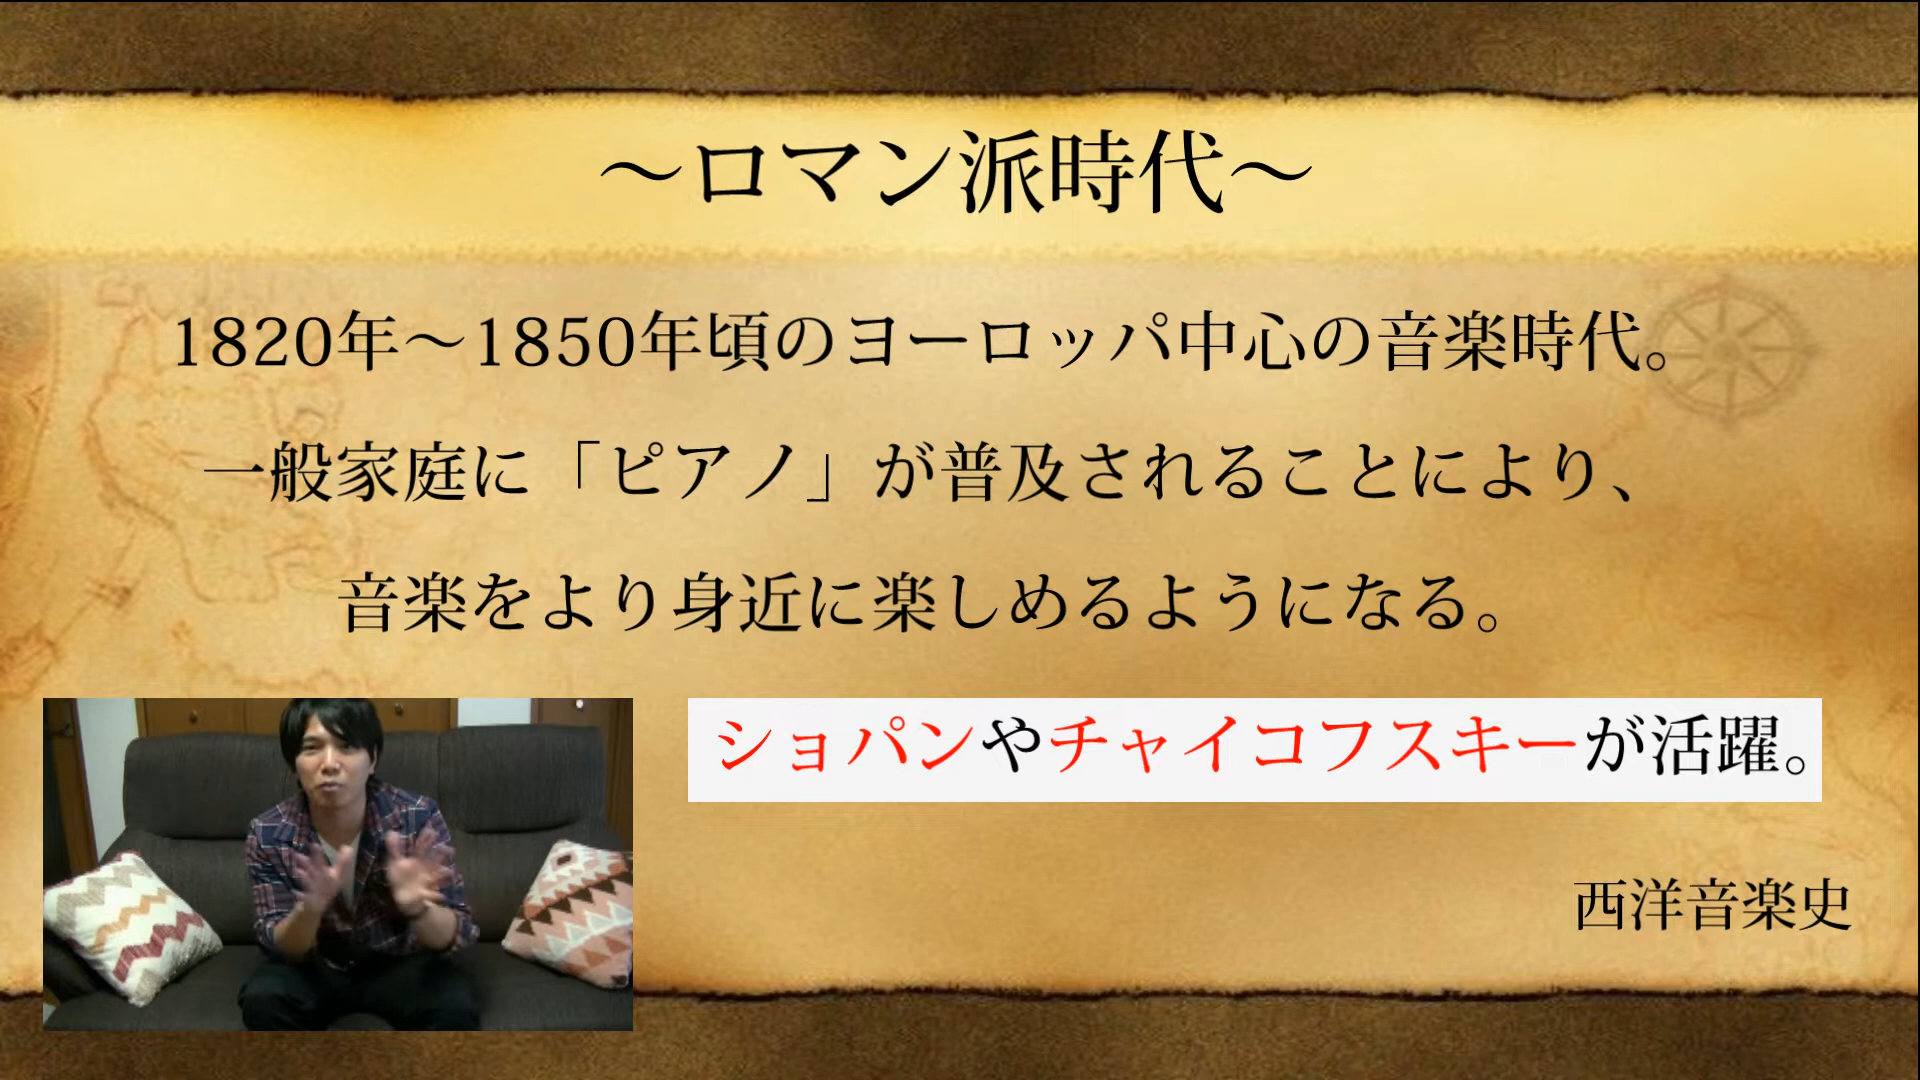 ～ロマン派時代～
1820年～1850年頃のヨーロッパ中心の音楽時代。
一般家庭に「ピアノ」が普及されることにより、
音楽をより身近に楽しめるようになる。
ショパンやチャイコフスキーが活躍。
西洋音楽史